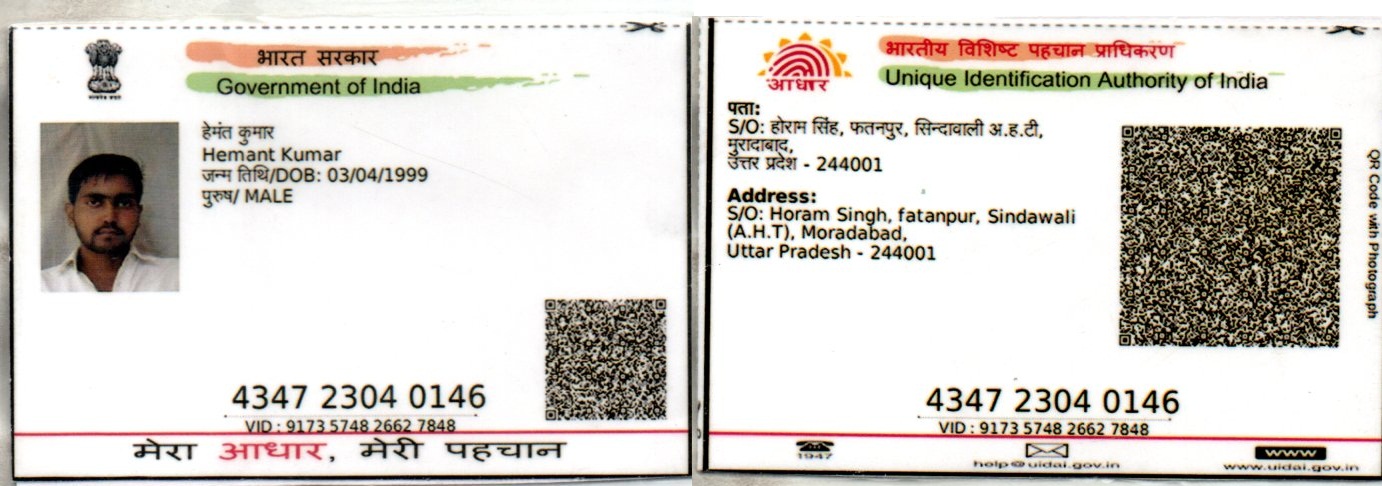 भारत सरकार
Government of India
हेमंत कुमार
Hemant Kumar
जन्म तिथि/DOB: 03/04/1999
पुरुष/ MALE
4347 2304 0146
VID : 9173 5748 2662 7848
मेरा आधार, मेरी पहचान
आधार
भारतीय विशिष्ट पहचान प्राधिकरण
Unique Identification Authority of India
पता:
S/O: होराम सिंह, फतनपुर, सिन्दावाली अ.ह.टी,
मुरादाबाद,
उत्तर प्रदेश - 244001
Address:
S/O: Horam Singh, fatanpur, Sindawali
(A.H.T), Moradabad,
Uttar Pradesh - 244001
QR Code with Photograph
4347 2304 0146
VID : 9173 5748 2662 7848
1947
help@uidai.gov.in
www
www.uidai.gov.in